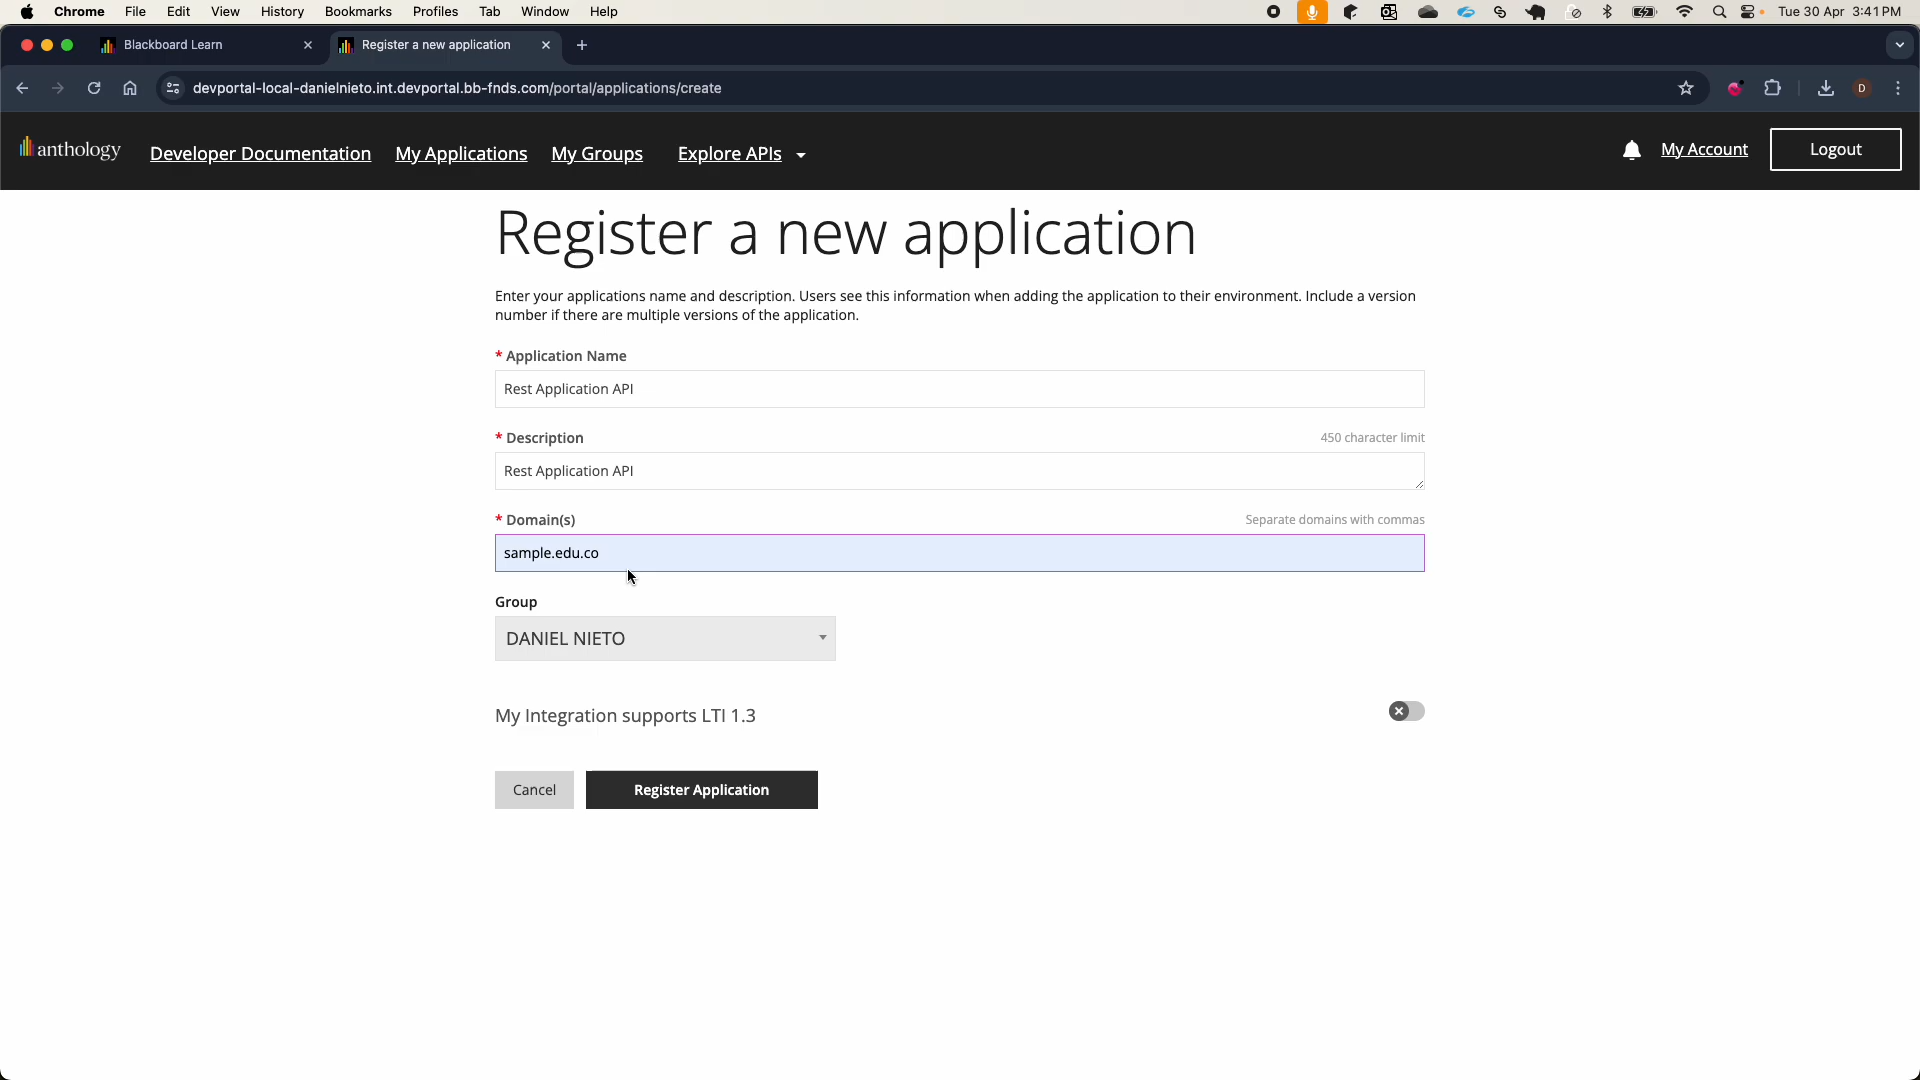 Chrome File Edit View History Bookmarks Profiles Tab Window Help Tue 30 Apr 3:41 PM
Blackboard Learn Register a new application
devportal-local-danielnieto.int.devportal.bb-fnds.com/portal/applications/create D
anthology Developer Documentation My Applications My Groups Explore APIs My Account Logout
Register a new application
Enter your applications name and description. Users see this information when adding the application to their environment. Include a version
number if there are multiple versions of the application.
* Application Name
Rest Application API
* Description 450 character limit
Rest Application API
* Domain(s) Separate domains with commas
sample.edu.co
Group
DANIEL NIETO
My Integration supports LTI 1.3
Cancel Register Application